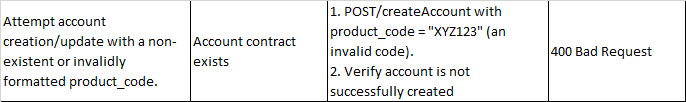 Attempt account
creation/update with a non-
existent or invalidly
formatted product_code.
Account contract
exists
1. POST/createAccount with
product_code = "XYZ123" (an
invalid code).
2. Verify account is not
successfully created
400 Bad Request